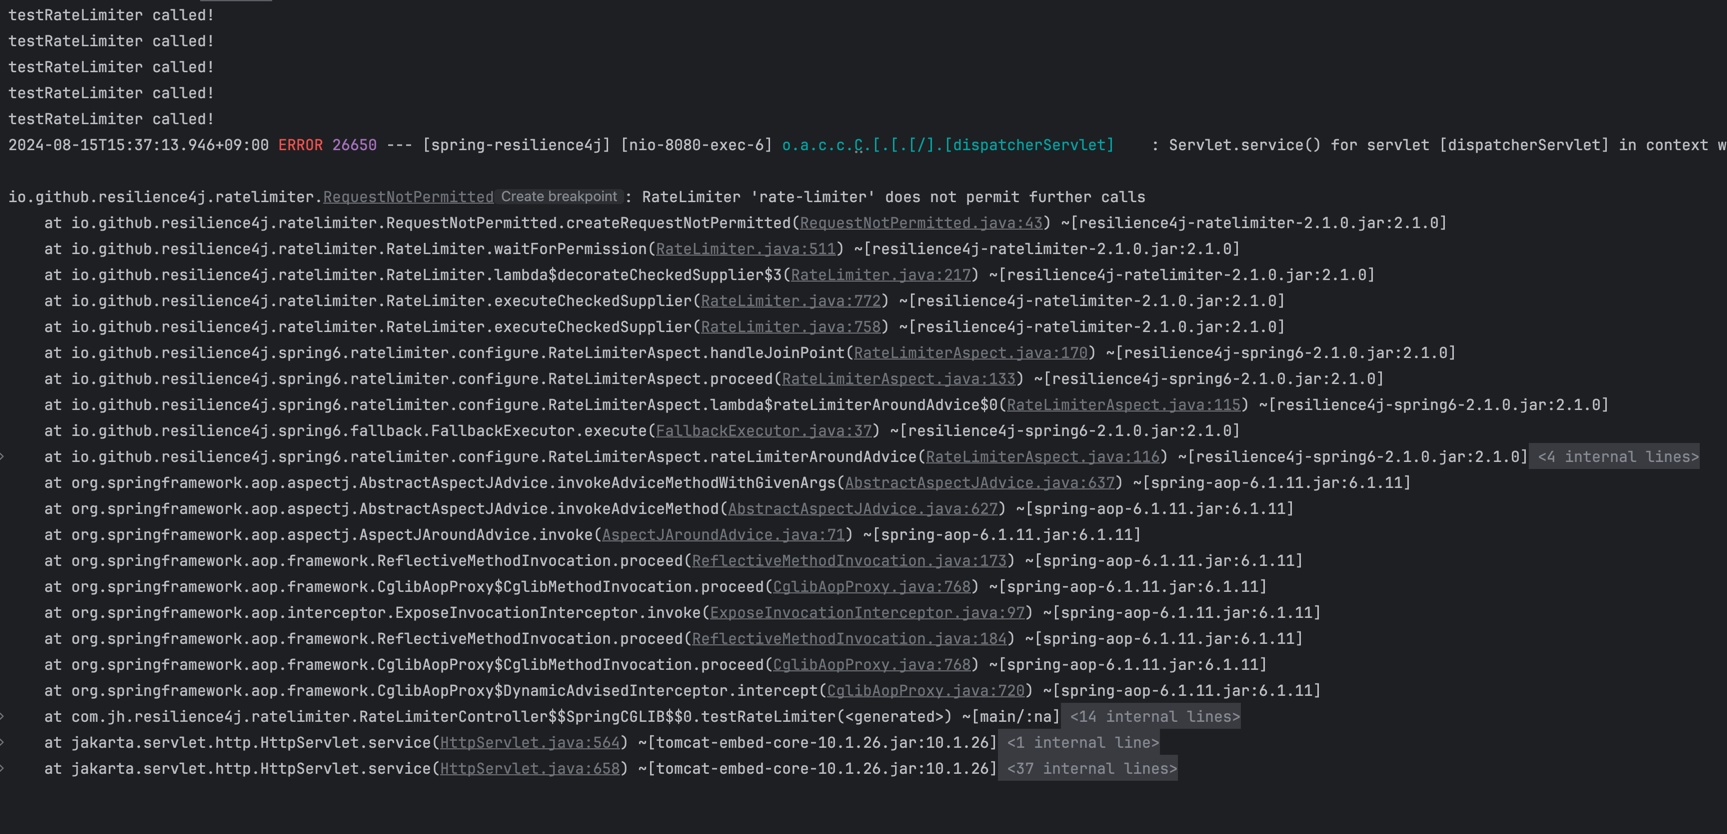 testRateLimiter called!
testRateLimiter called!
testRateLimiter called!
testRateLimiter called!
testRateLimiter called!
2024-08-15T15:37:13.946+09:00 ERROR 26650 --- [spring-resilience4j] [nio-8080-exec-6] o.a.c.c.C.[.[.[/].[dispatcherServlet]    : Servlet.service() for servlet [dispatcherServlet] in context w
io.github.resilience4j.ratelimiter.RequestNotPermitted Create breakpoint : RateLimiter 'rate-limiter' does not permit further calls
at io.github.resilience4j.ratelimiter.RequestNotPermitted.createRequestNotPermitted(RequestNotPermitted.java:43) ~[resilience4j-ratelimiter-2.1.0.jar:2.1.0]
at io.github.resilience4j.ratelimiter.RateLimiter.waitForPermission(RateLimiter.java:511) ~[resilience4j-ratelimiter-2.1.0.jar:2.1.0]
at io.github.resilience4j.ratelimiter.RateLimiter.lambda$decorateCheckedSupplier$3(RateLimiter.java:217) ~[resilience4j-ratelimiter-2.1.0.jar:2.1.0]
at io.github.resilience4j.ratelimiter.RateLimiter.executeCheckedSupplier(RateLimiter.java:772) ~[resilience4j-ratelimiter-2.1.0.jar:2.1.0]
at io.github.resilience4j.ratelimiter.RateLimiter.executeCheckedSupplier(RateLimiter.java:758) ~[resilience4j-ratelimiter-2.1.0.jar:2.1.0]
at io.github.resilience4j.spring6.ratelimiter.configure.RateLimiterAspect.handleJoinPoint(RateLimiterAspect.java:170) ~[resilience4j-spring6-2.1.0.jar:2.1.0]
at io.github.resilience4j.spring6.ratelimiter.configure.RateLimiterAspect.proceed(RateLimiterAspect.java:133) ~[resilience4j-spring6-2.1.0.jar:2.1.0]
at io.github.resilience4j.spring6.ratelimiter.configure.RateLimiterAspect.lambda$rateLimiterAroundAdvice$0(RateLimiterAspect.java:115) ~[resilience4j-spring6-2.1.0.jar:2.1.0]
at io.github.resilience4j.spring6.fallback.FallbackExecutor.execute(FallbackExecutor.java:37) ~[resilience4j-spring6-2.1.0.jar:2.1.0]
at io.github.resilience4j.spring6.ratelimiter.configure.RateLimiterAspect.rateLimiterAroundAdvice(RateLimiterAspect.java:116) ~[resilience4j-spring6-2.1.0.jar:2.1.0] <4 internal lines>
at org.springframework.aop.aspectj.AbstractAspectJAdvice.invokeAdviceMethodWithGivenArgs(AbstractAspectJAdvice.java:637) ~[spring-aop-6.1.11.jar:6.1.11]
at org.springframework.aop.aspectj.AbstractAspectJAdvice.invokeAdviceMethod(AbstractAspectJAdvice.java:627) ~[spring-aop-6.1.11.jar:6.1.11]
at org.springframework.aop.aspectj.AspectJAroundAdvice.invoke(AspectJAroundAdvice.java:71) ~[spring-aop-6.1.11.jar:6.1.11]
at org.springframework.aop.framework.ReflectiveMethodInvocation.proceed(ReflectiveMethodInvocation.java:173) ~[spring-aop-6.1.11.jar:6.1.11]
at org.springframework.aop.framework.CglibAopProxy$CglibMethodInvocation.proceed(CglibAopProxy.java:768) ~[spring-aop-6.1.11.jar:6.1.11]
at org.springframework.aop.interceptor.ExposeInvocationInterceptor.invoke(ExposeInvocationInterceptor.java:97) ~[spring-aop-6.1.11.jar:6.1.11]
at org.springframework.aop.framework.ReflectiveMethodInvocation.proceed(ReflectiveMethodInvocation.java:184) ~[spring-aop-6.1.11.jar:6.1.11]
at org.springframework.aop.framework.CglibAopProxy$CglibMethodInvocation.proceed(CglibAopProxy.java:768) ~[spring-aop-6.1.11.jar:6.1.11]
at org.springframework.aop.framework.CglibAopProxy$DynamicAdvisedInterceptor.intercept(CglibAopProxy.java:720) ~[spring-aop-6.1.11.jar:6.1.11]
at com.jh.resilience4j.ratelimiter.RateLimiterController$$SpringCGLIB$$0.testRateLimiter(<generated>) ~[main/:na] <14 internal lines>
at jakarta.servlet.http.HttpServlet.service(HttpServlet.java:564) ~[tomcat-embed-core-10.1.26.jar:10.1.26] <1 internal line>
at jakarta.servlet.http.HttpServlet.service(HttpServlet.java:658) ~[tomcat-embed-core-10.1.26.jar:10.1.26] <37 internal lines>